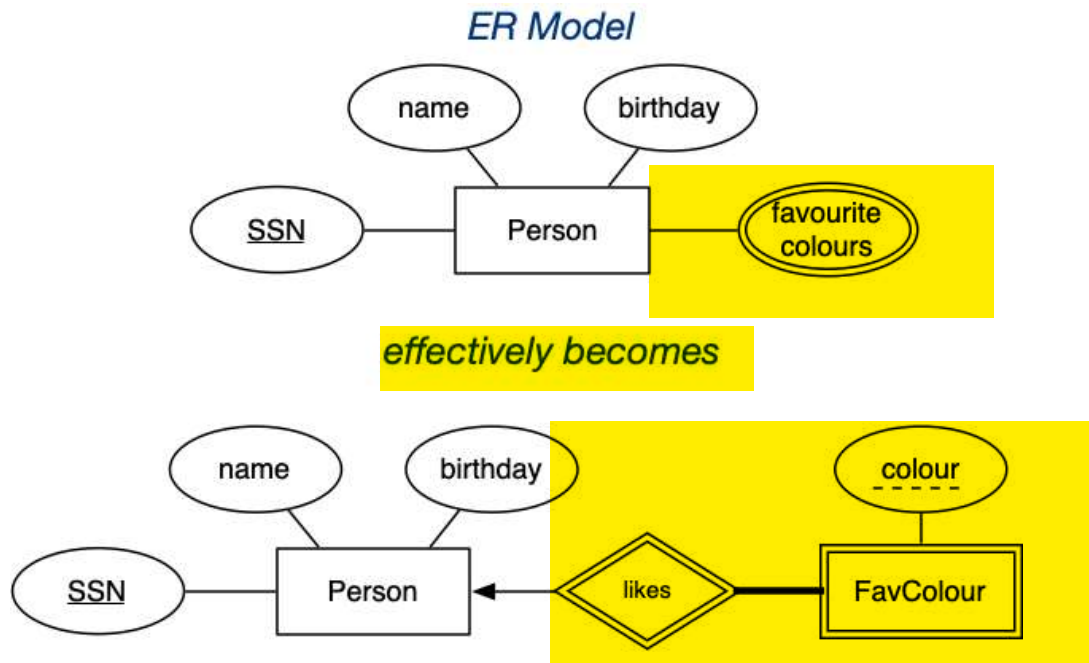 ER Model
name
birthday
SSN
Person
favourite
colours
effectively becomes
name
birthday
colour
SSN
Person
likes
FavColour